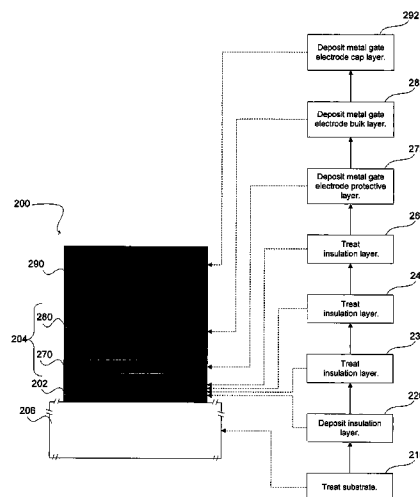 292
Deposit metal gate
electrode cap layer.
28
Deposit metal gate
electrode bulk layer.
27
Deposit metal gate
electrode protective
layer.
200
26
Treat
insulation layer.
290
24
Treat
insulation layer.
280
204
23
Treat
insulation layer.
270
202
22
Deposit insulation
layer.
206
21
Treat substrate.